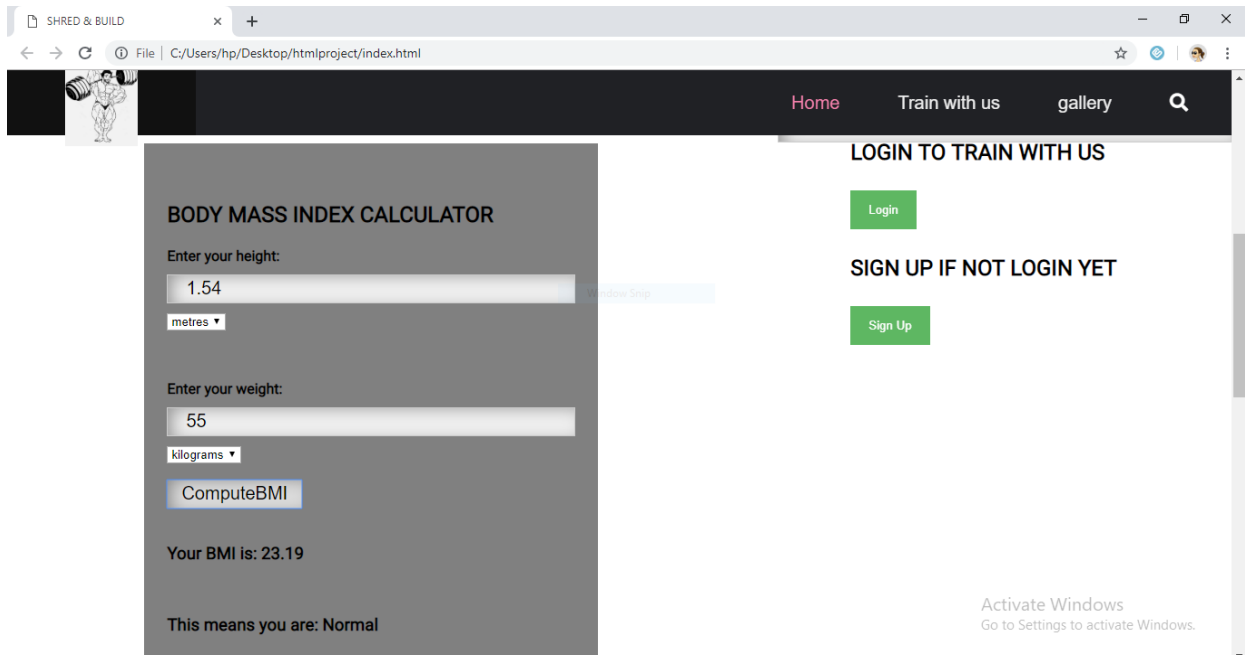 SHRED & BUILD
File | C:/Users/hp/Desktop/htmlproject/index.html
Home Train with us gallery
BODY MASS INDEX CALCULATOR
Enter your height:
1.54
metres
Enter your weight:
55
kilograms
ComputeBMI
Your BMI is: 23.19
This means you are: Normal
Window Snip
LOGIN TO TRAIN WITH US
Login
SIGN UP IF NOT LOGIN YET
Sign Up
Activate Windows
Go to Settings to activate Windows.